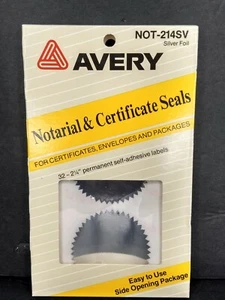 NOT-214SV
Silver Foil
AVERY
Notarial & Certificate Seals
FOR CERTIFICATES, ENVELOPES AND PACKAGES
32 - 2¼" permanent self-adhesive labels
Easy to Use
Side Opening Package